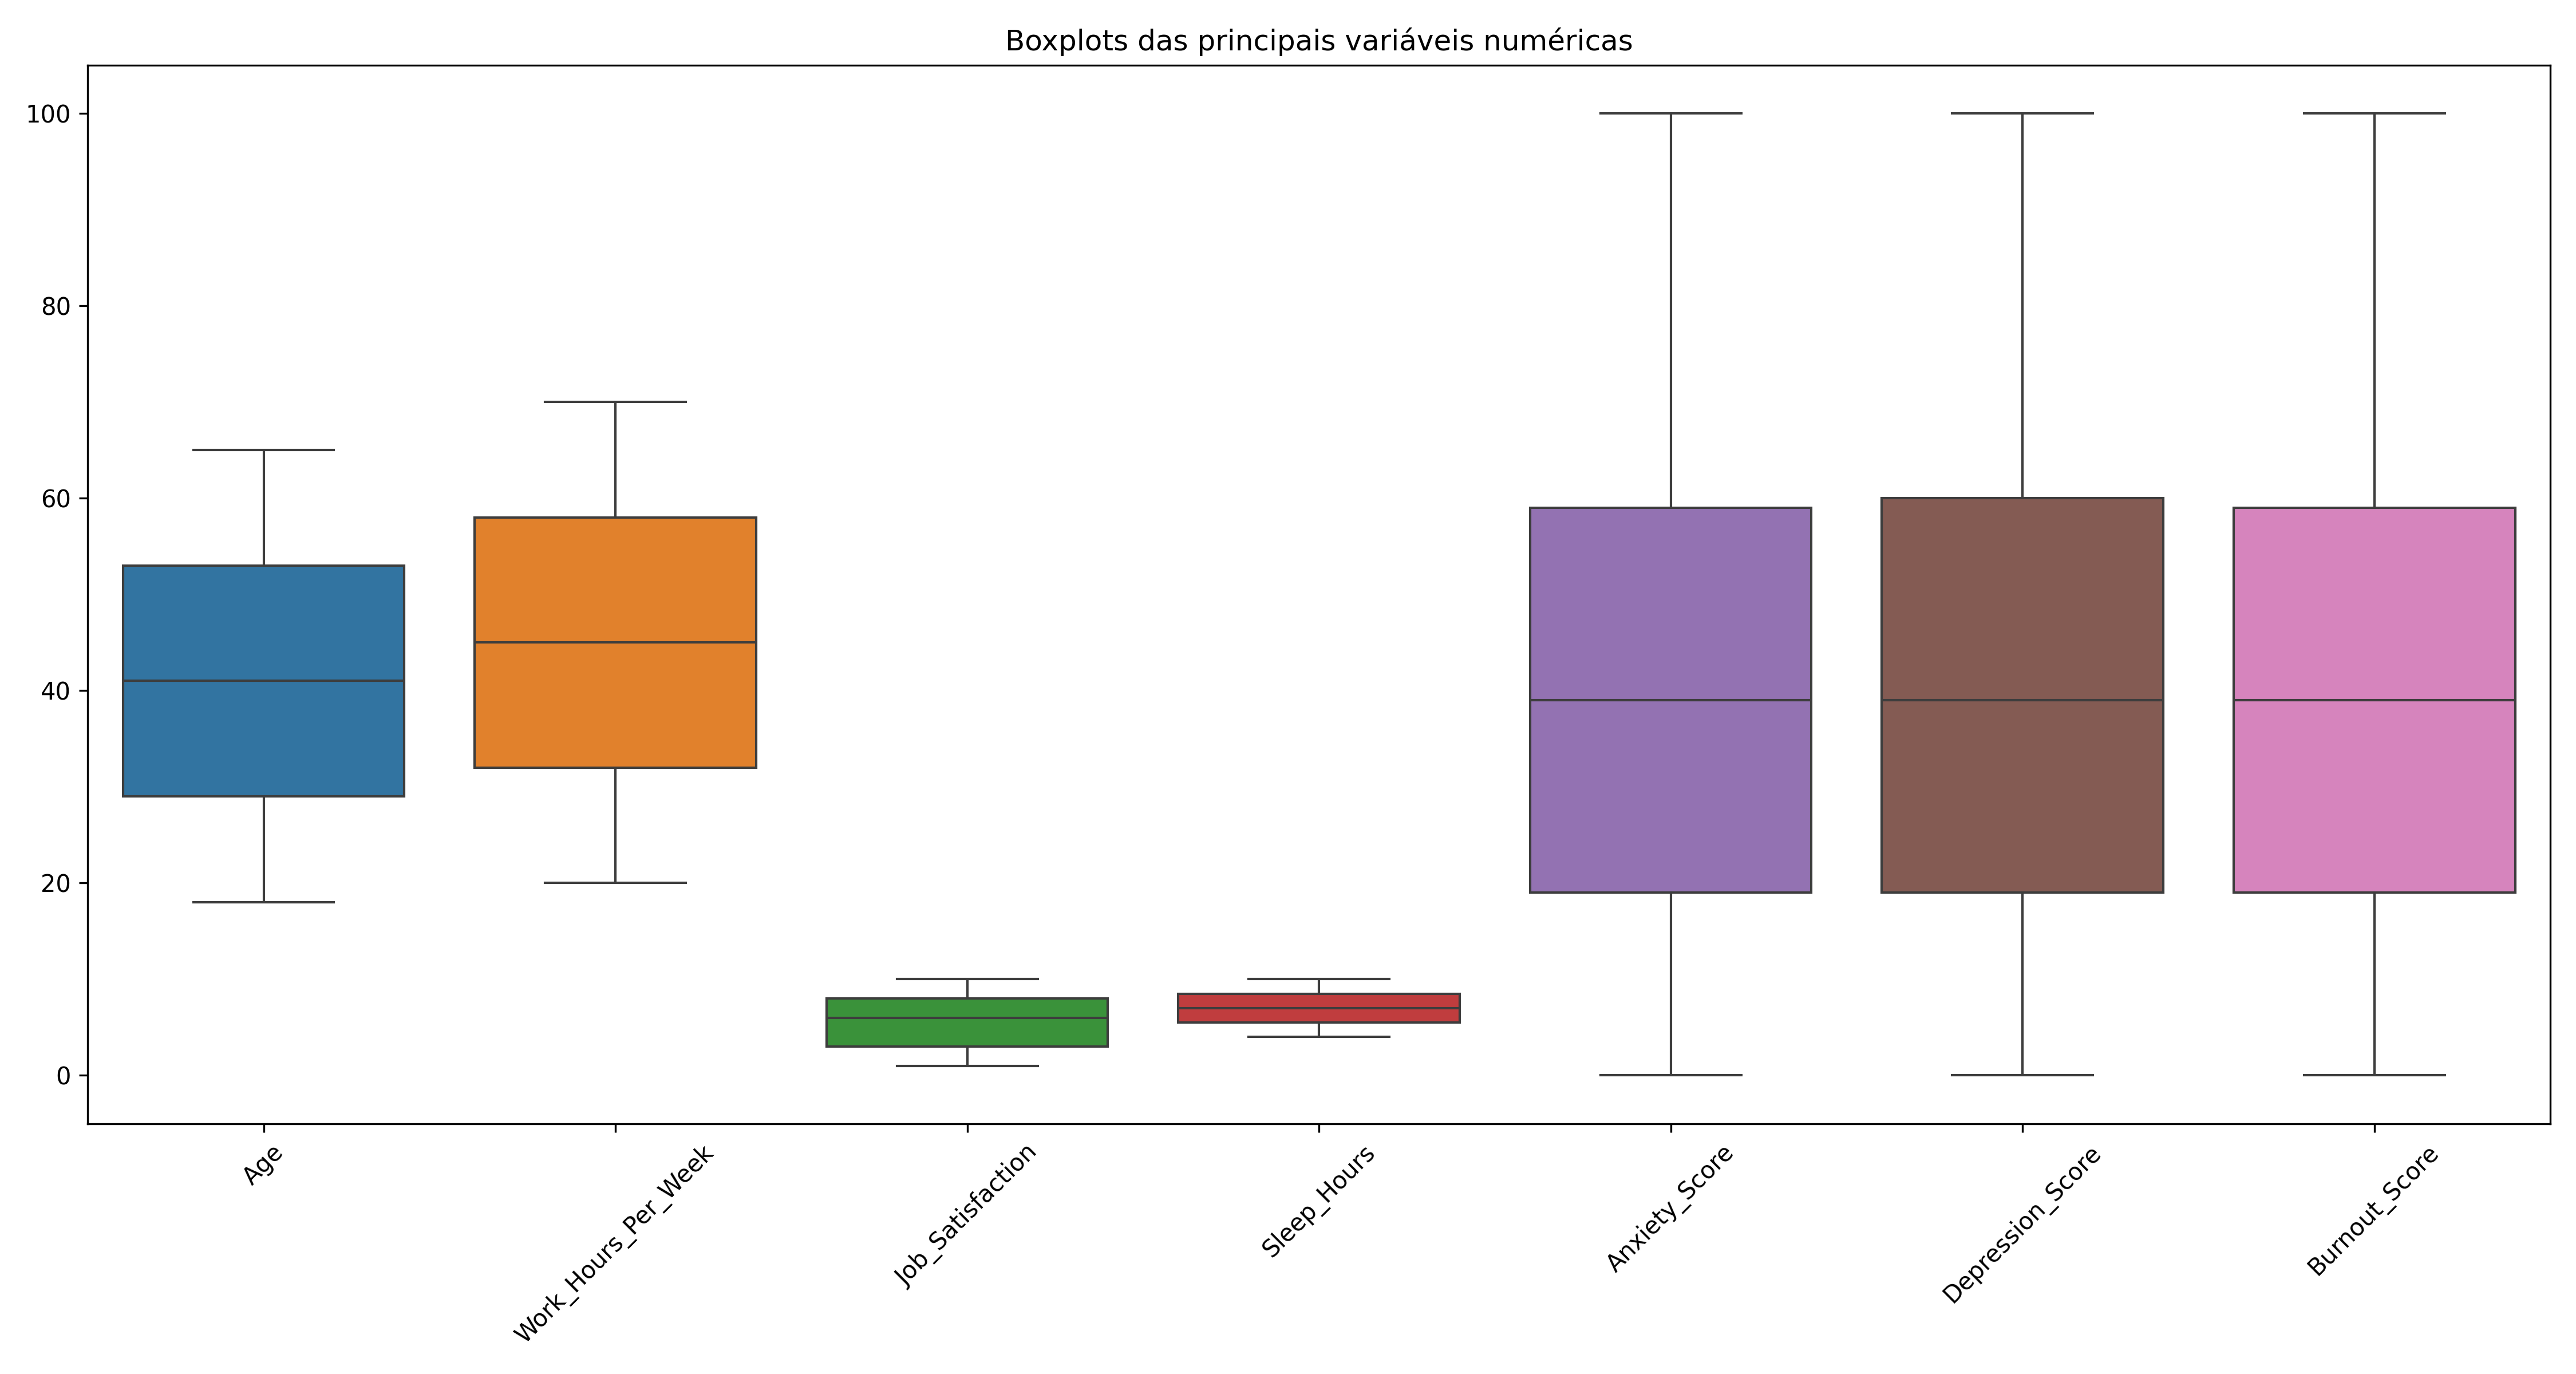 Boxplots das principais variáveis numéricas
100
80
60
40
20
0
Age
Work_Hours_Per_Week
Job_Satisfaction
Sleep_Hours
Anxiety_Score
Depression_Score
Burnout_Score